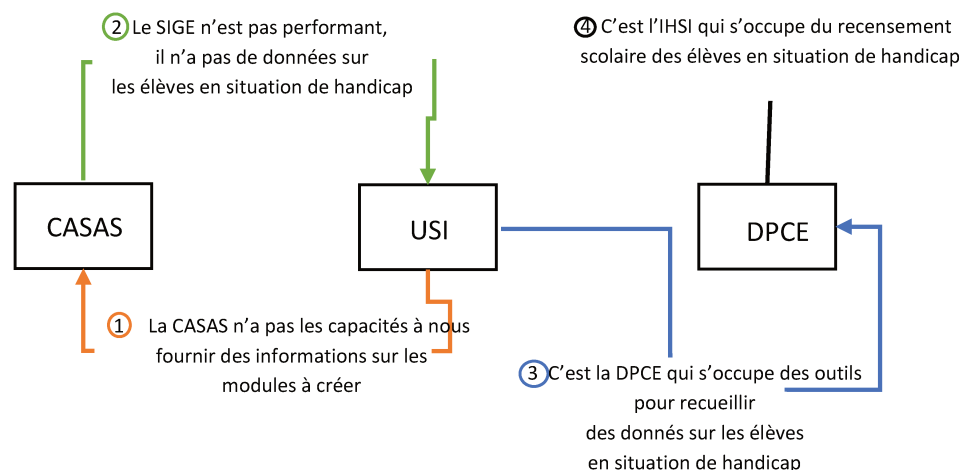 2 Le SIGE n’est pas performant,
il n’a pas de données sur
les élèves en situation de handicap
4 C’est l’IHSI qui s’occupe du recensement
scolaire des élèves en situation de handicap
CASAS
USI
DPCE
1 La CASAS n’a pas les capacités à nous
fournir des informations sur les
modules à créer
3 C’est la DPCE qui s’occupe des outils
pour recueillir
des donnés sur les élèves
en situation de handicap